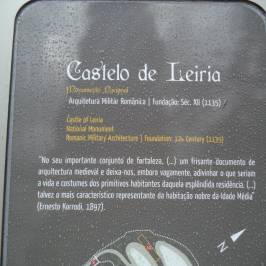 Castelo de Leiria
Monumento Nacional
Arquitetura Militar Românica | Fundação: Séc. XII (1135) /
Castle of Leiria
National Monument
Romanic Military Architecture | Foundation: 12th Century (1135)
"No seu importante conjunto de fortaleza, (...) um frisante documento de
arquitectura medieval e deixa-nos, embora vagamente, adivinhar o que seriam
a vida e costumes dos primitivos habitantes daquela esplêndida residência. (...)
talvez a mais característico representante da habitação nobre da Idade Média"
(Ernesto Korrodi, 1897).
N